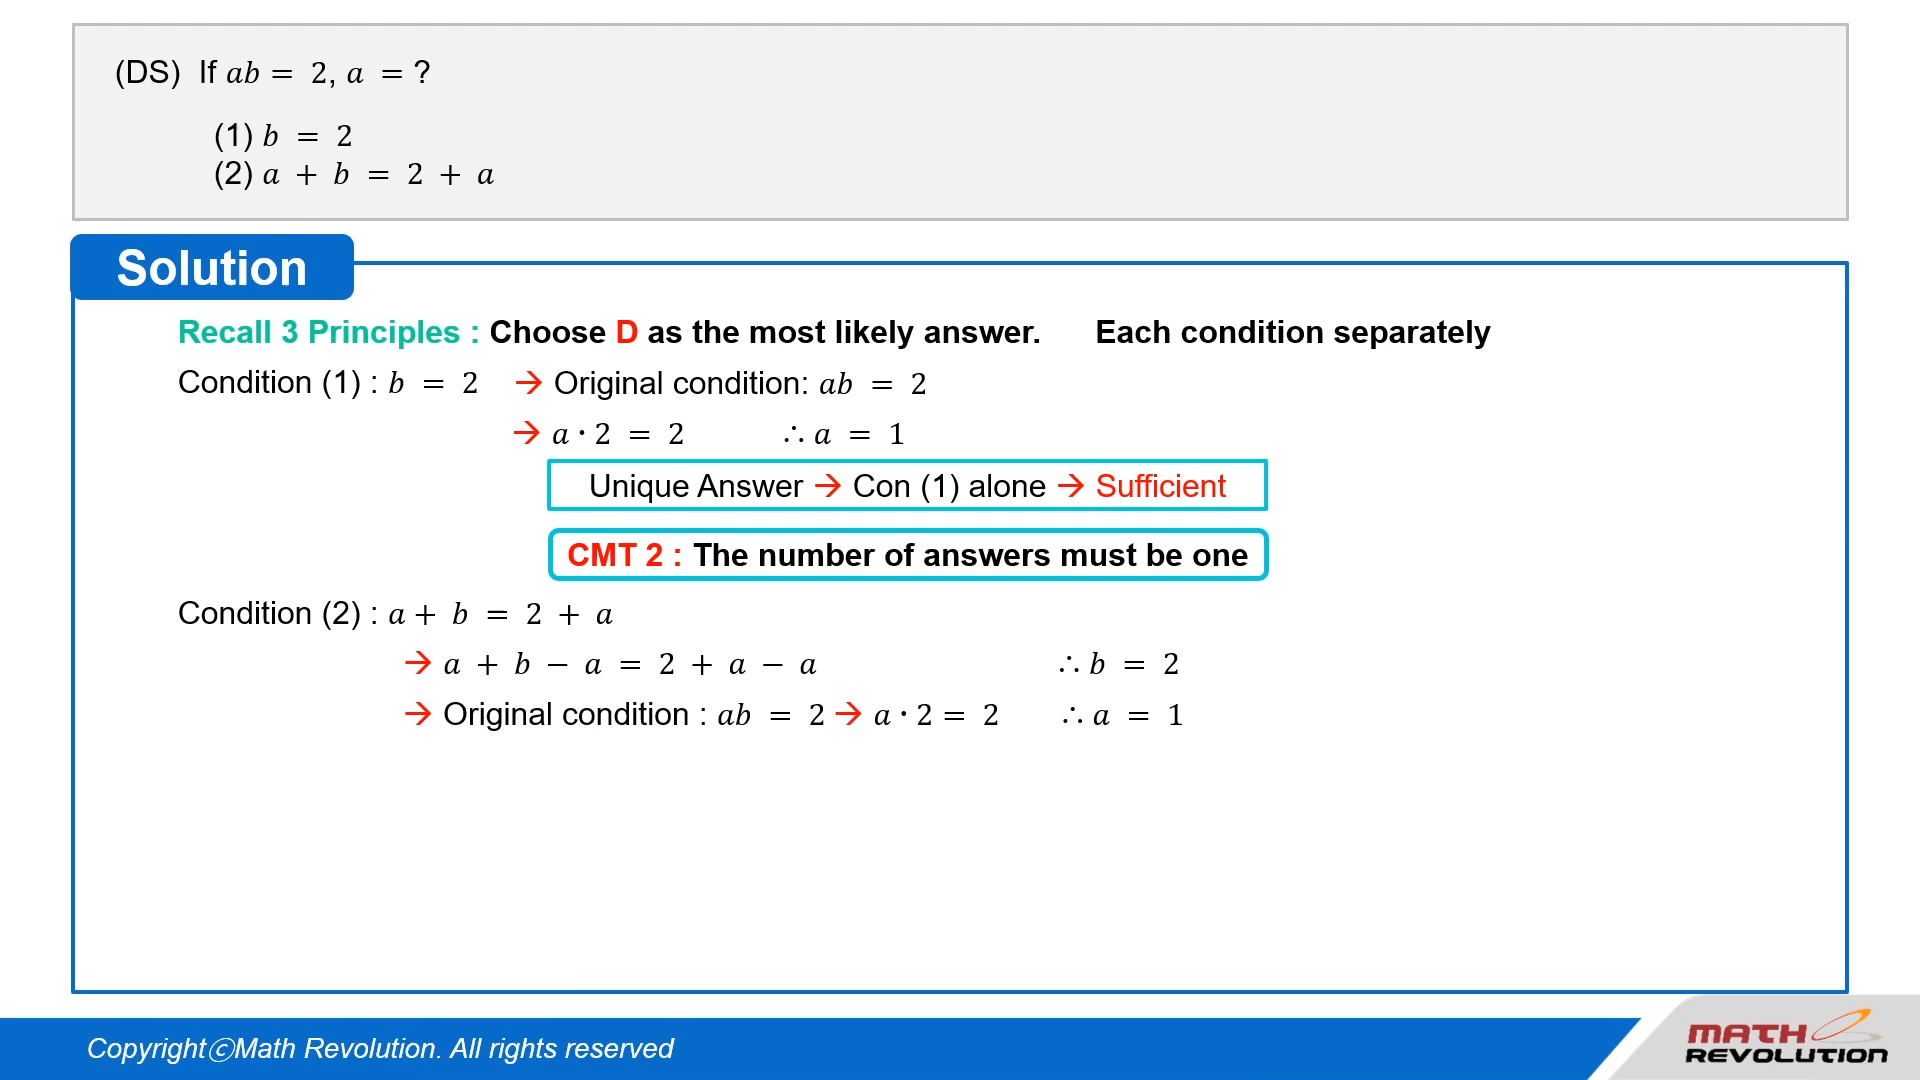 (DS) If 𝑎𝑏 = 2, 𝑎 = ?
(1) 𝑏 = 2
(2) 𝑎 + 𝑏 = 2 + 𝑎
Solution
Recall 3 Principles : Choose D as the most likely answer. Each condition separately
Condition (1) : 𝑏 = 2 → Original condition: 𝑎𝑏 = 2
→ 𝑎 · 2 = 2 ∴ 𝑎 = 1
Unique Answer → Con (1) alone → Sufficient
CMT 2 : The number of answers must be one
Condition (2) : 𝑎 + 𝑏 = 2 + 𝑎
→ 𝑎 + 𝑏 − 𝑎 = 2 + 𝑎 − 𝑎 ∴ 𝑏 = 2
→ Original condition : 𝑎𝑏 = 2 → 𝑎 · 2 = 2 ∴ 𝑎 = 1
CopyrightⓒMath Revolution. All rights reserved
MATH
REVOLUTION